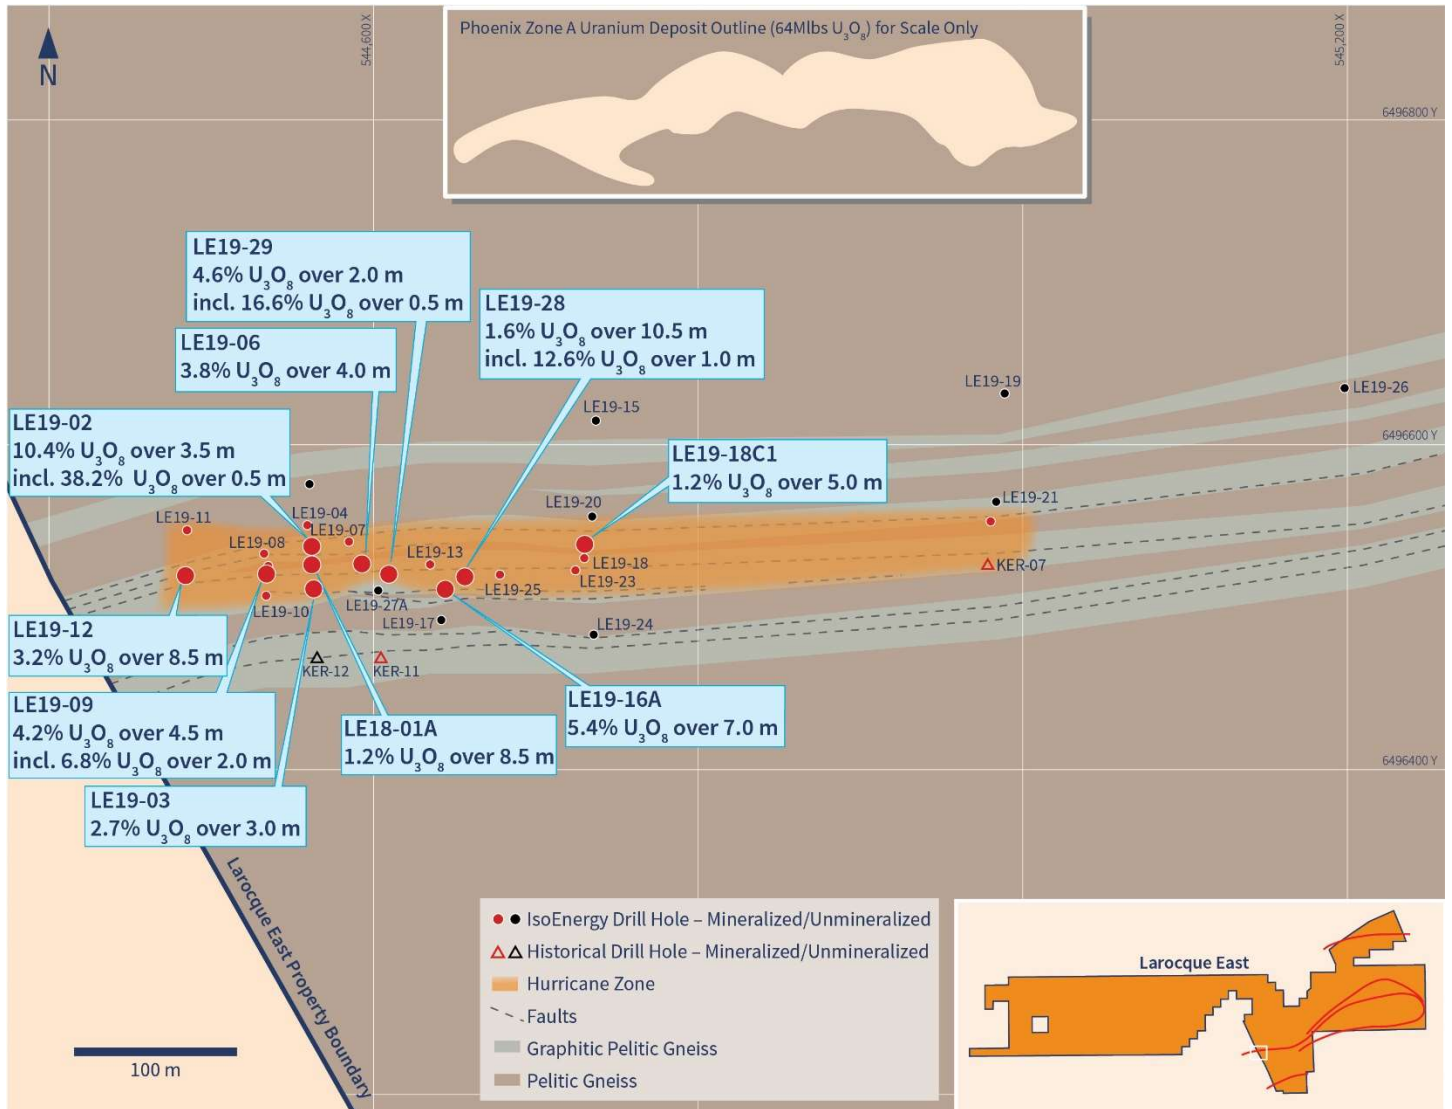 Phoenix Zone A Uranium Deposit Outline (64Mlbs U₃O₈) for Scale Only
N
544,600 X
545,200 X
6496800 Y
LE19-29
4.6% U₃O₈ over 2.0 m
incl. 16.6% U₃O₈ over 0.5 m
LE19-28
1.6% U₃O₈ over 10.5 m
incl. 12.6% U₃O₈ over 1.0 m
LE19-06
3.8% U₃O₈ over 4.0 m
LE19-19
LE19-26
LE19-15
LE19-02
10.4% U₃O₈ over 3.5 m
incl. 38.2% U₃O₈ over 0.5 m
6496600 Y
LE19-18C1
1.2% U₃O₈ over 5.0 m
LE19-11
LE19-04
LE19-07
LE19-08
LE19-20
LE19-21
LE19-13
LE19-18
LE19-23
LE19-25
KER-07
LE19-10
LE19-27A
LE19-17
LE19-24
KER-12
KER-11
LE19-12
3.2% U₃O₈ over 8.5 m
LE19-09
4.2% U₃O₈ over 4.5 m
incl. 6.8% U₃O₈ over 2.0 m
LE18-01A
1.2% U₃O₈ over 8.5 m
LE19-16A
5.4% U₃O₈ over 7.0 m
6496400 Y
LE19-03
2.7% U₃O₈ over 3.0 m
Larocque East Property Boundary
100 m
IsoEnergy Drill Hole – Mineralized/Unmineralized
Historical Drill Hole – Mineralized/Unmineralized
Hurricane Zone
Faults
Graphitic Pelitic Gneiss
Pelitic Gneiss
Larocque East